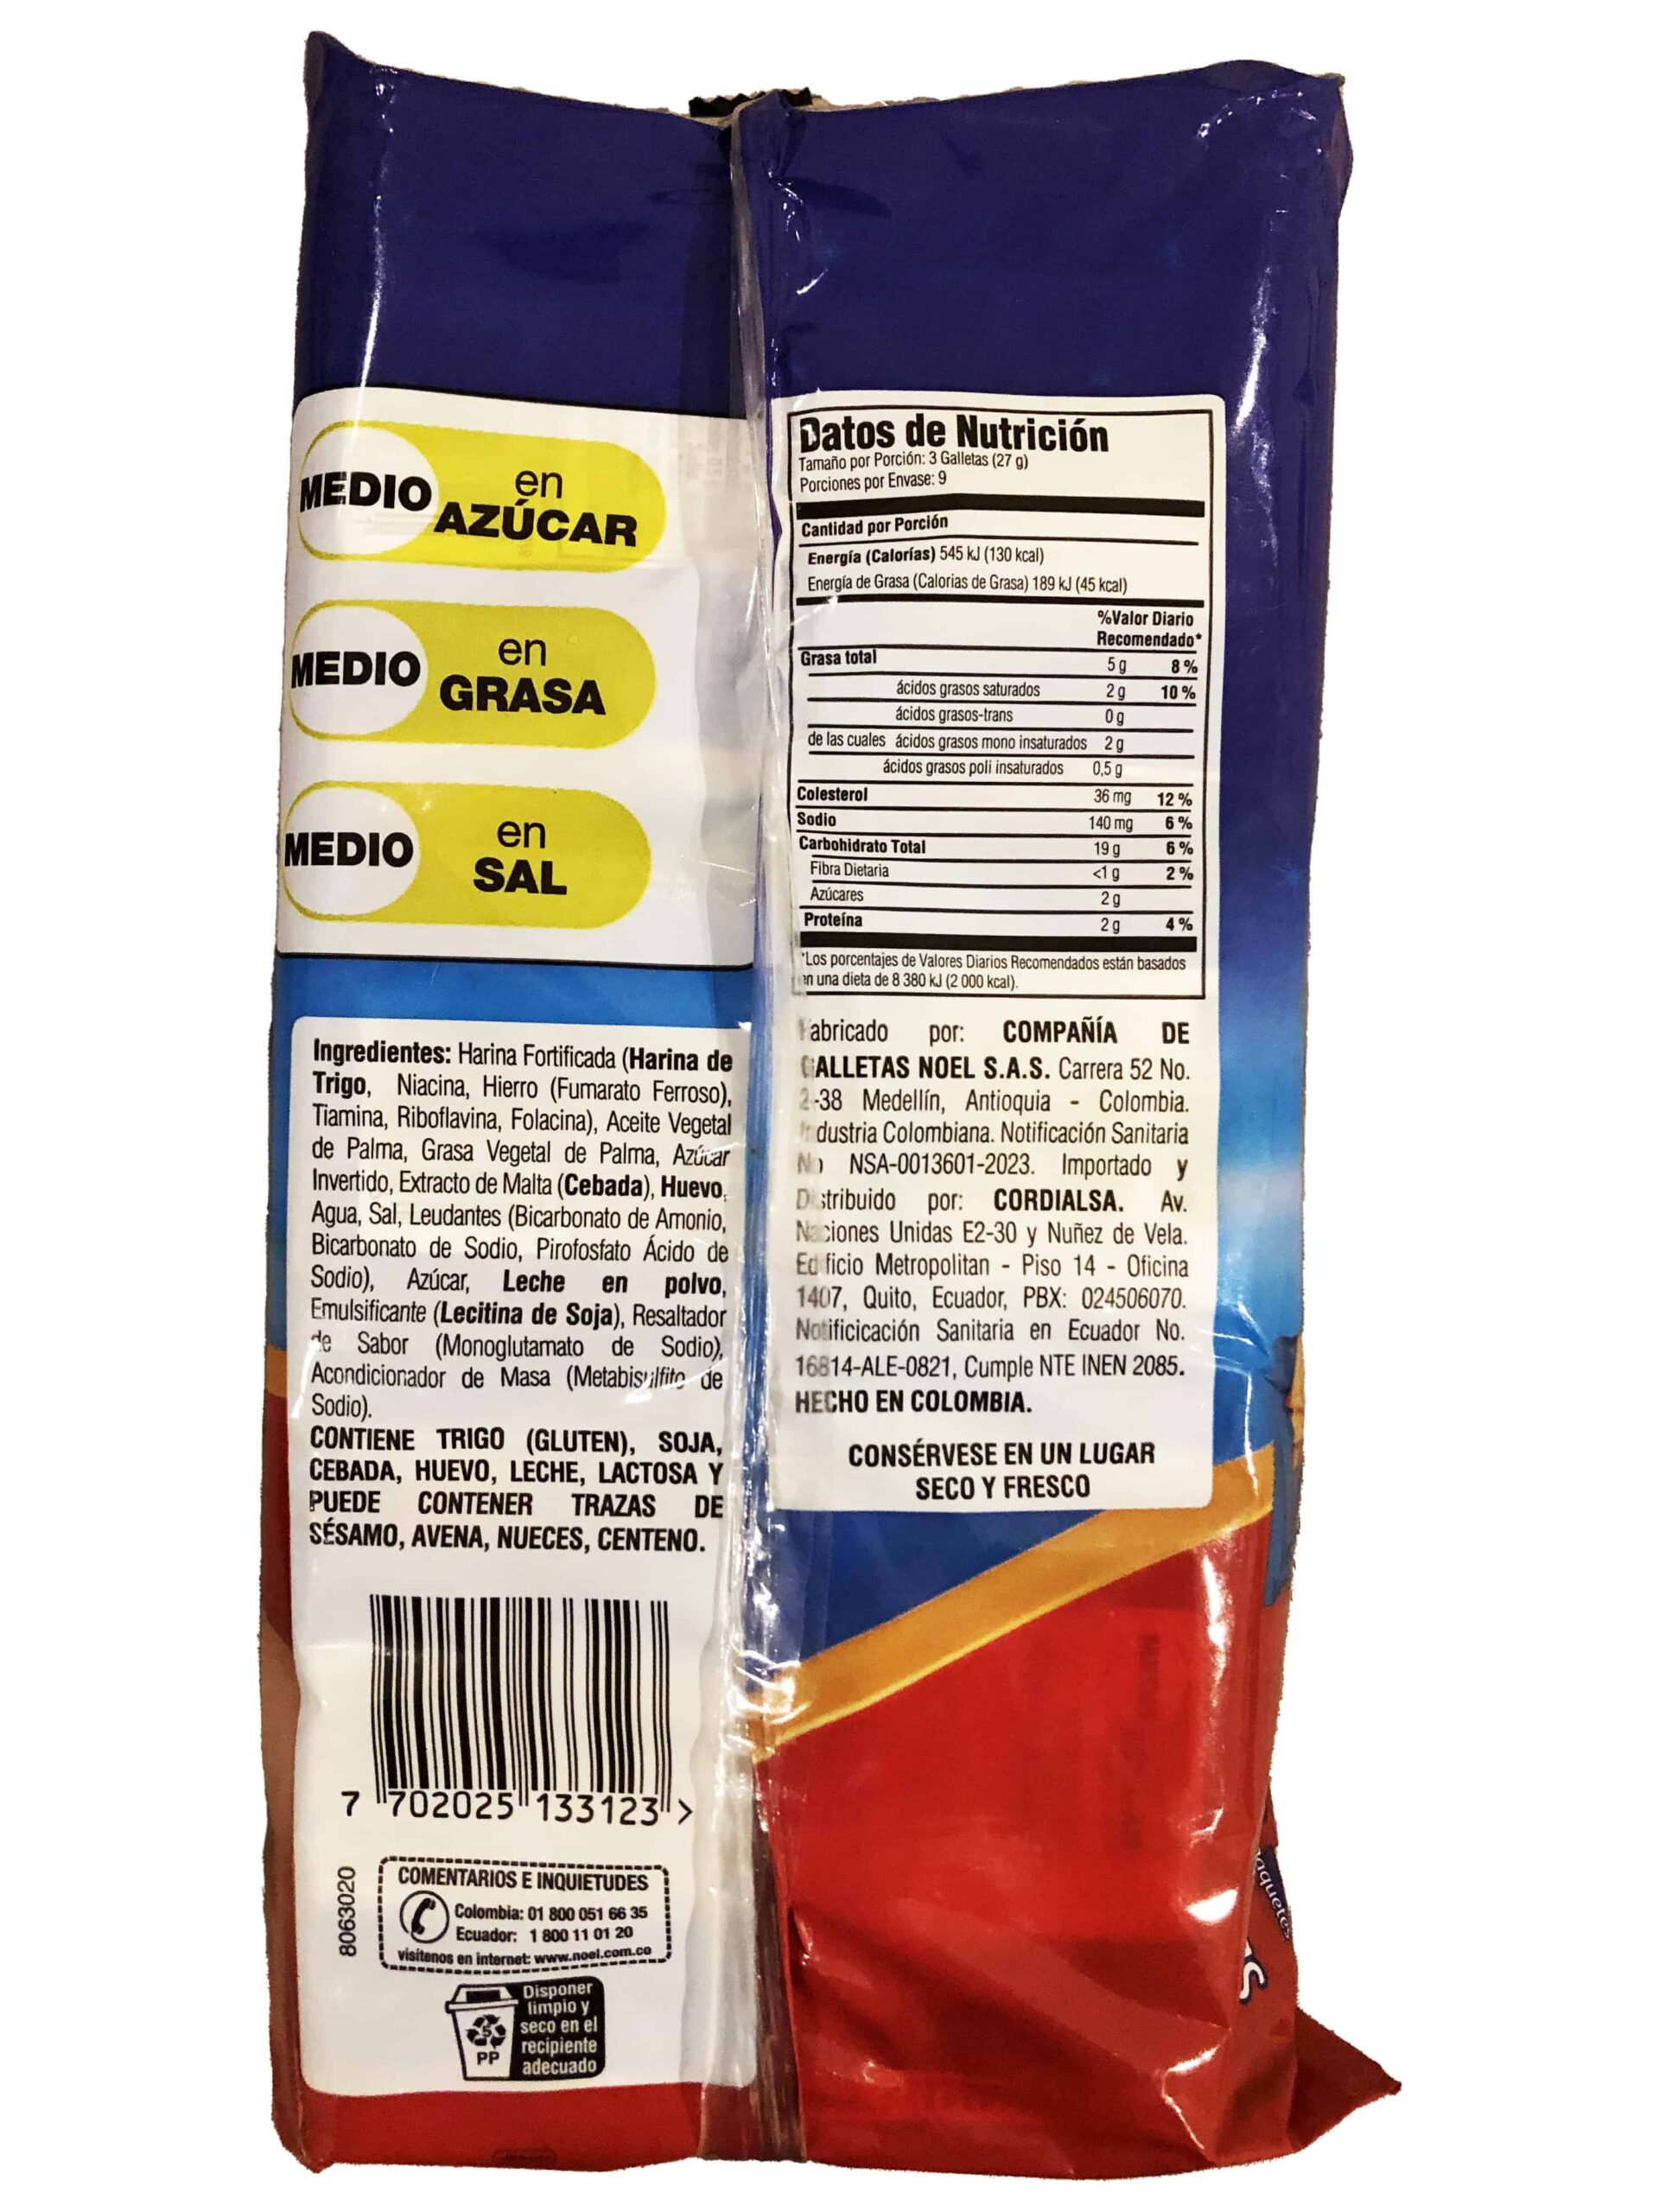 MEDIO en
AZÚCAR
MEDIO en
GRASA
MEDIO en
SAL
Ingredientes: Harina Fortificada (Harina de
Trigo, Niacina, Hierro (Fumarato Ferroso),
Tiamina, Riboflavina, Folacina), Aceite Vegetal
de Palma, Grasa Vegetal de Palma, Azúcar
Invertido, Extracto de Malta (Cebada), Huevo,
Agua, Sal, Leudantes (Bicarbonato de Amonio,
Bicarbonato de Sodio, Pirofosfato Ácido de
Sodio), Azúcar, Leche en polvo,
Emulsificante (Lecitina de Soja), Resaltador
de Sabor (Monoglutamato de Sodio),
Acondicionador de Masa (Metabisulfito de
Sodio).
CONTIENE TRIGO (GLUTEN), SOJA,
CEBADA, HUEVO, LECHE, LACTOSA Y
PUEDE CONTENER TRAZAS DE
SÉSAMO, AVENA, NUECES, CENTENO.
7 702025 133123 >
8063020
COMENTARIOS E INQUIETUDES
Colombia: 01 800 051 66 35
Ecuador: 1 800 11 01 20
visítenos en internet: www.noel.com.co
Disponer
limpio y
seco en el
recipiente
adecuado
5
PP
Datos de Nutrición
Tamaño por Porción: 3 Galletas (27 g)
Porciones por Envase: 9
Cantidad por Porción
Energía (Calorías) 545 kJ (130 kcal)
Energía de Grasa (Calorias de Grasa) 189 kJ (45 kcal)
%Valor Diario
Recomendado*
Grasa total 5 g 8 %
ácidos grasos saturados 2 g 10 %
ácidos grasos-trans 0 g
de las cuales ácidos grasos mono insaturados 2 g
ácidos grasos poli insaturados 0,5 g
Colesterol 36 mg 12 %
Sodio 140 mg 6 %
Carbohidrato Total 19 g 6 %
Fibra Dietaria <1 g 2 %
Azúcares 2 g
Proteína 2 g 4 %
*Los porcentajes de Valores Diarios Recomendados están basados
en una dieta de 8 380 kJ (2 000 kcal).
Fabricado por: COMPAÑÍA DE
GALLETAS NOEL S.A.S. Carrera 52 No.
2-38 Medellín, Antioquia - Colombia.
Industria Colombiana. Notificación Sanitaria
No NSA-0013601-2023. Importado y
Distribuido por: CORDIALSA. Av.
Naciones Unidas E2-30 y Nuñez de Vela.
Edificio Metropolitan - Piso 14 - Oficina
1407, Quito, Ecuador, PBX: 024506070.
Notificicación Sanitaria en Ecuador No.
16814-ALE-0821, Cumple NTE INEN 2085.
HECHO EN COLOMBIA.
CONSÉRVESE EN UN LUGAR
SECO Y FRESCO